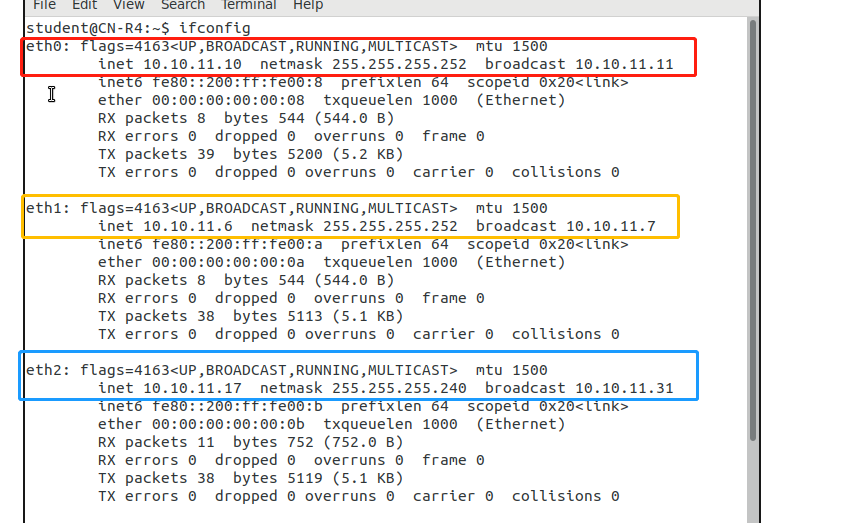 File Edit View Search Terminal Help
student@CN-R4:~$ ifconfig
eth0: flags=4163<UP,BROADCAST,RUNNING,MULTICAST>  mtu 1500
        inet 10.10.11.10  netmask 255.255.255.252  broadcast 10.10.11.11
        inet6 fe80::200:ff:fe00:8  prefixlen 64  scopeid 0x20<link>
        ether 00:00:00:00:00:08  txqueuelen 1000  (Ethernet)
        RX packets 8  bytes 544 (544.0 B)
        RX errors 0  dropped 0  overruns 0  frame 0
        TX packets 39  bytes 5200 (5.2 KB)
        TX errors 0  dropped 0 overruns 0  carrier 0  collisions 0
eth1: flags=4163<UP,BROADCAST,RUNNING,MULTICAST>  mtu 1500
        inet 10.10.11.6  netmask 255.255.255.252  broadcast 10.10.11.7
        inet6 fe80::200:ff:fe00:a  prefixlen 64  scopeid 0x20<link>
        ether 00:00:00:00:00:0a  txqueuelen 1000  (Ethernet)
        RX packets 8  bytes 544 (544.0 B)
        RX errors 0  dropped 0  overruns 0  frame 0
        TX packets 38  bytes 5113 (5.1 KB)
        TX errors 0  dropped 0 overruns 0  carrier 0  collisions 0
eth2: flags=4163<UP,BROADCAST,RUNNING,MULTICAST>  mtu 1500
        inet 10.10.11.17  netmask 255.255.255.240  broadcast 10.10.11.31
        inet6 fe80::200:ff:fe00:b  prefixlen 64  scopeid 0x20<link>
        ether 00:00:00:00:00:0b  txqueuelen 1000  (Ethernet)
        RX packets 11  bytes 752 (752.0 B)
        RX errors 0  dropped 0  overruns 0  frame 0
        TX packets 38  bytes 5119 (5.1 KB)
        TX errors 0  dropped 0 overruns 0  carrier 0  collisions 0